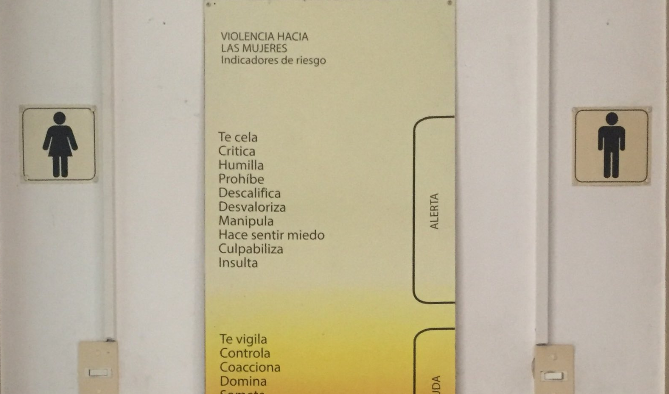 VIOLENCIA HACIA
LAS MUJERES
Indicadores de riesgo
Te cela
Critica
Humilla
Prohíbe
Descalifica
Desvaloriza
Manipula
Hace sentir miedo
Culpabiliza
Insulta
ALERTA
Te vigila
Controla
Coacciona
Domina